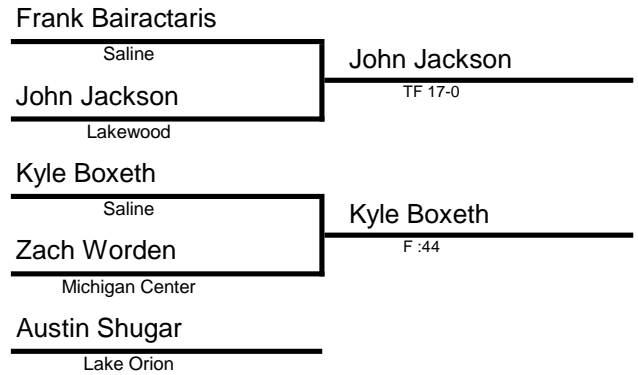 Frank Bairactaris
Saline
John Jackson
TF 17-0
John Jackson
Lakewood
Kyle Boxeth
Saline
Kyle Boxeth
F :44
Zach Worden
Michigan Center
Austin Shugar
Lake Orion